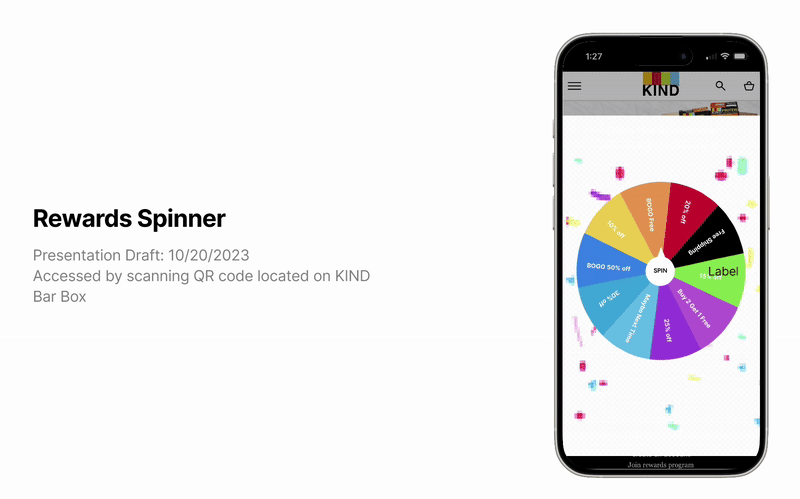 Rewards Spinner
Presentation Draft: 10/20/2023
Accessed by scanning QR code located on KIND
Bar Box
1:27
KIND
BOGO Free
20% off
Free Shipping
Label
Buy 2 Get 1 Free
25% off
Maybe Next Time
30% off
BOGO 50% off
SPIN
Join rewards program